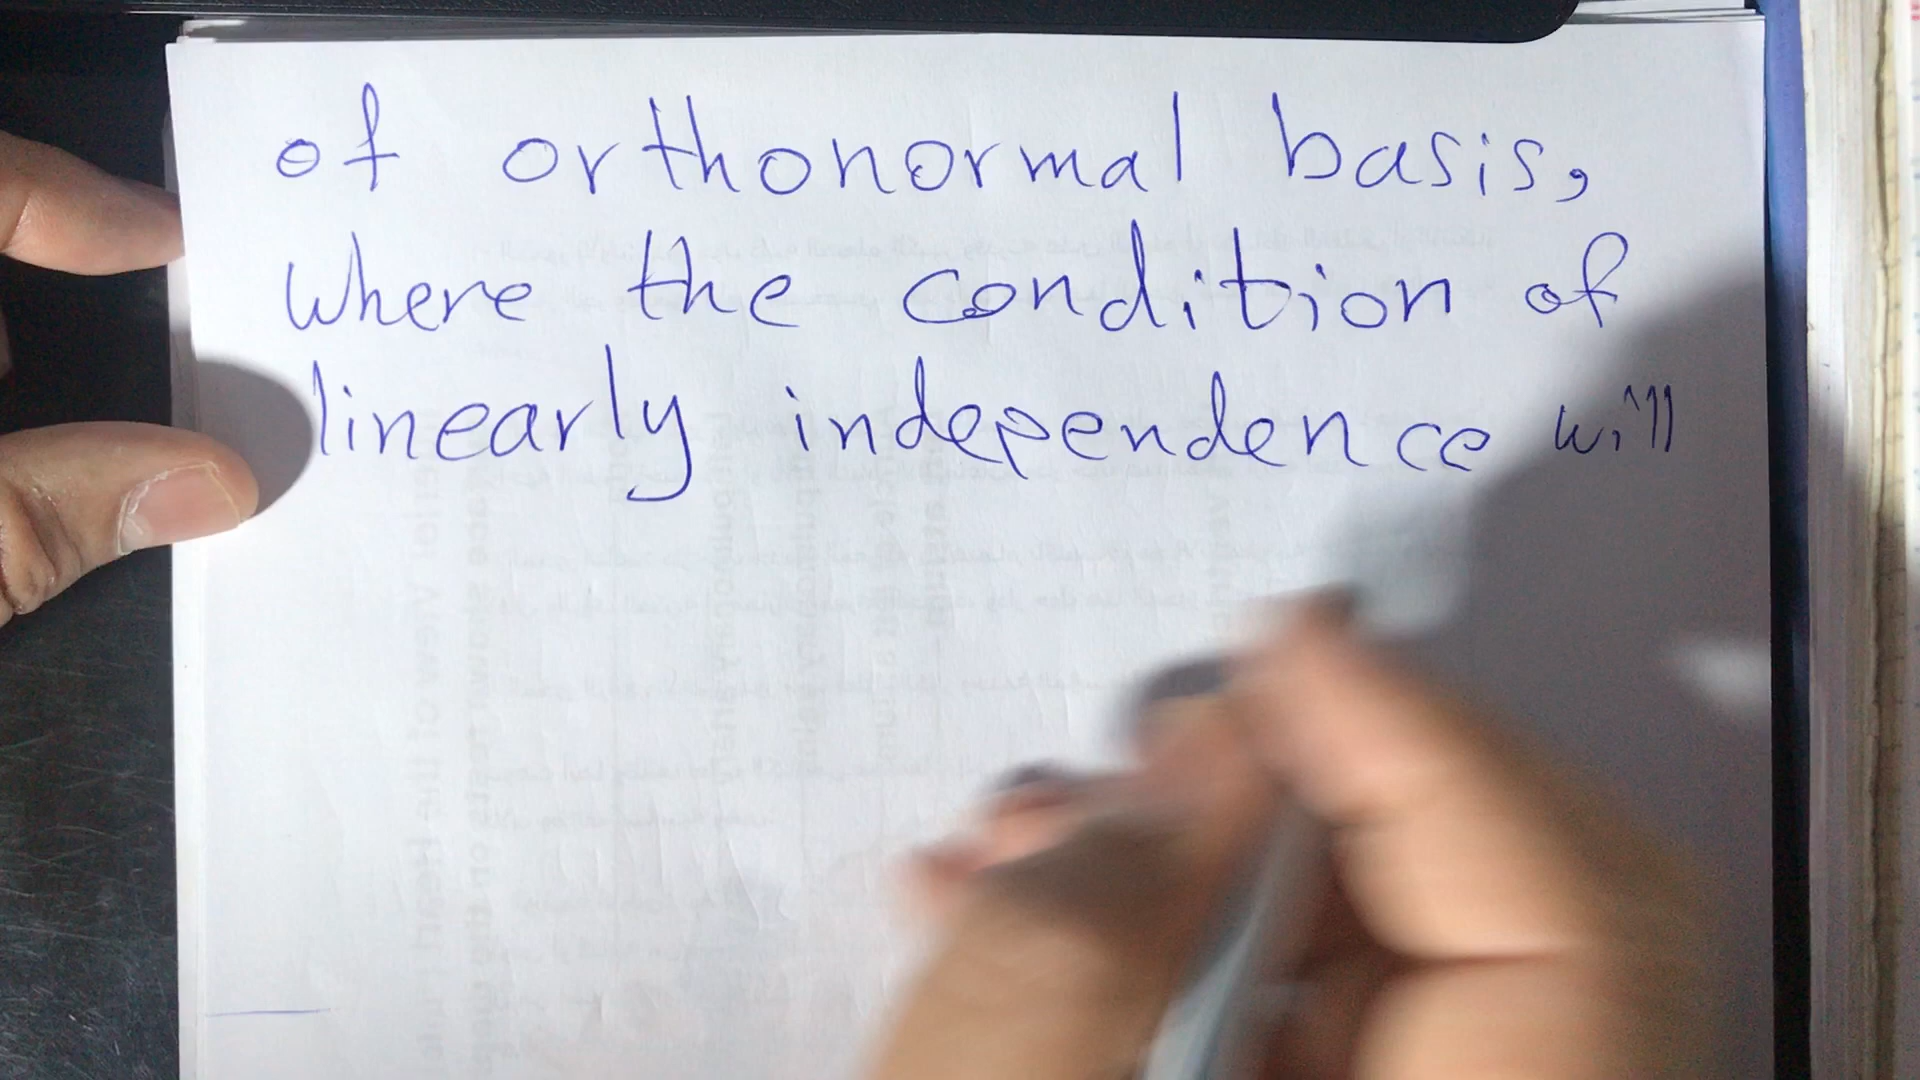 of orthonormal basis,
where the condition of
linearly independence will